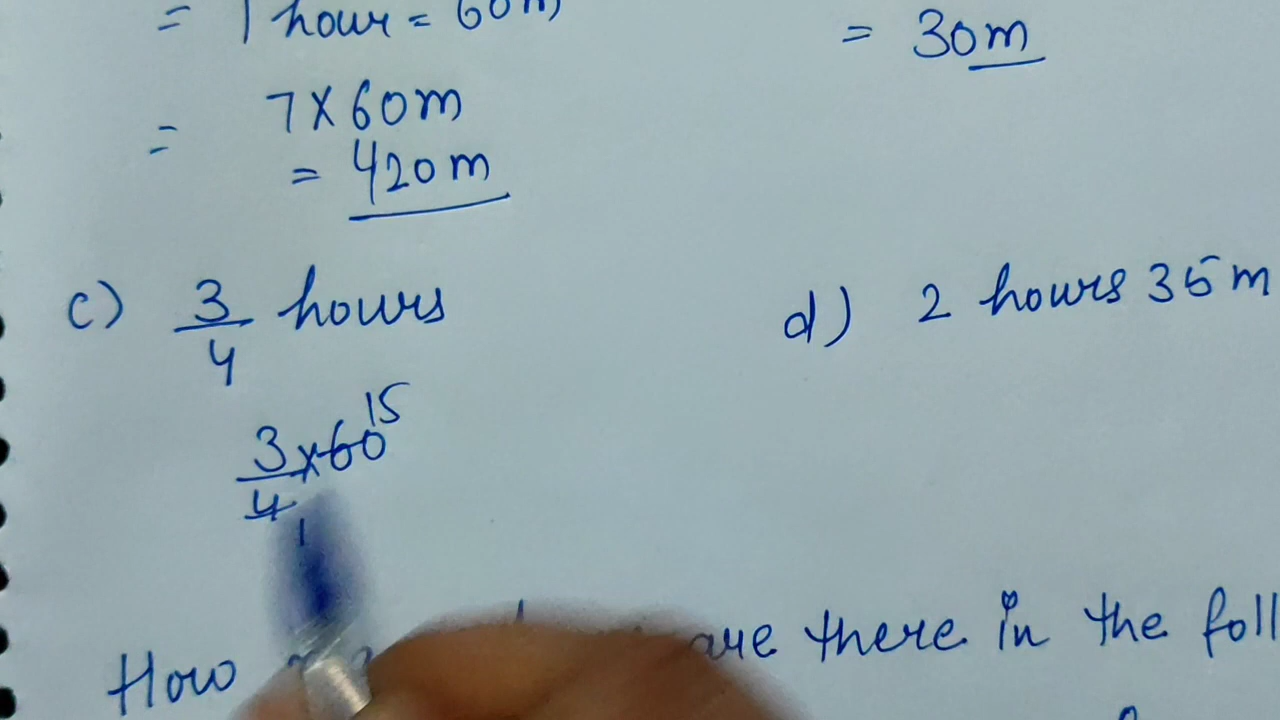 = 1 hour = 60m
= 30m
= 7 x 60m
= 420m
c) 3/4 hours
d) 2 hours 35m
3/4 x 60 15
1
How are there in the foll